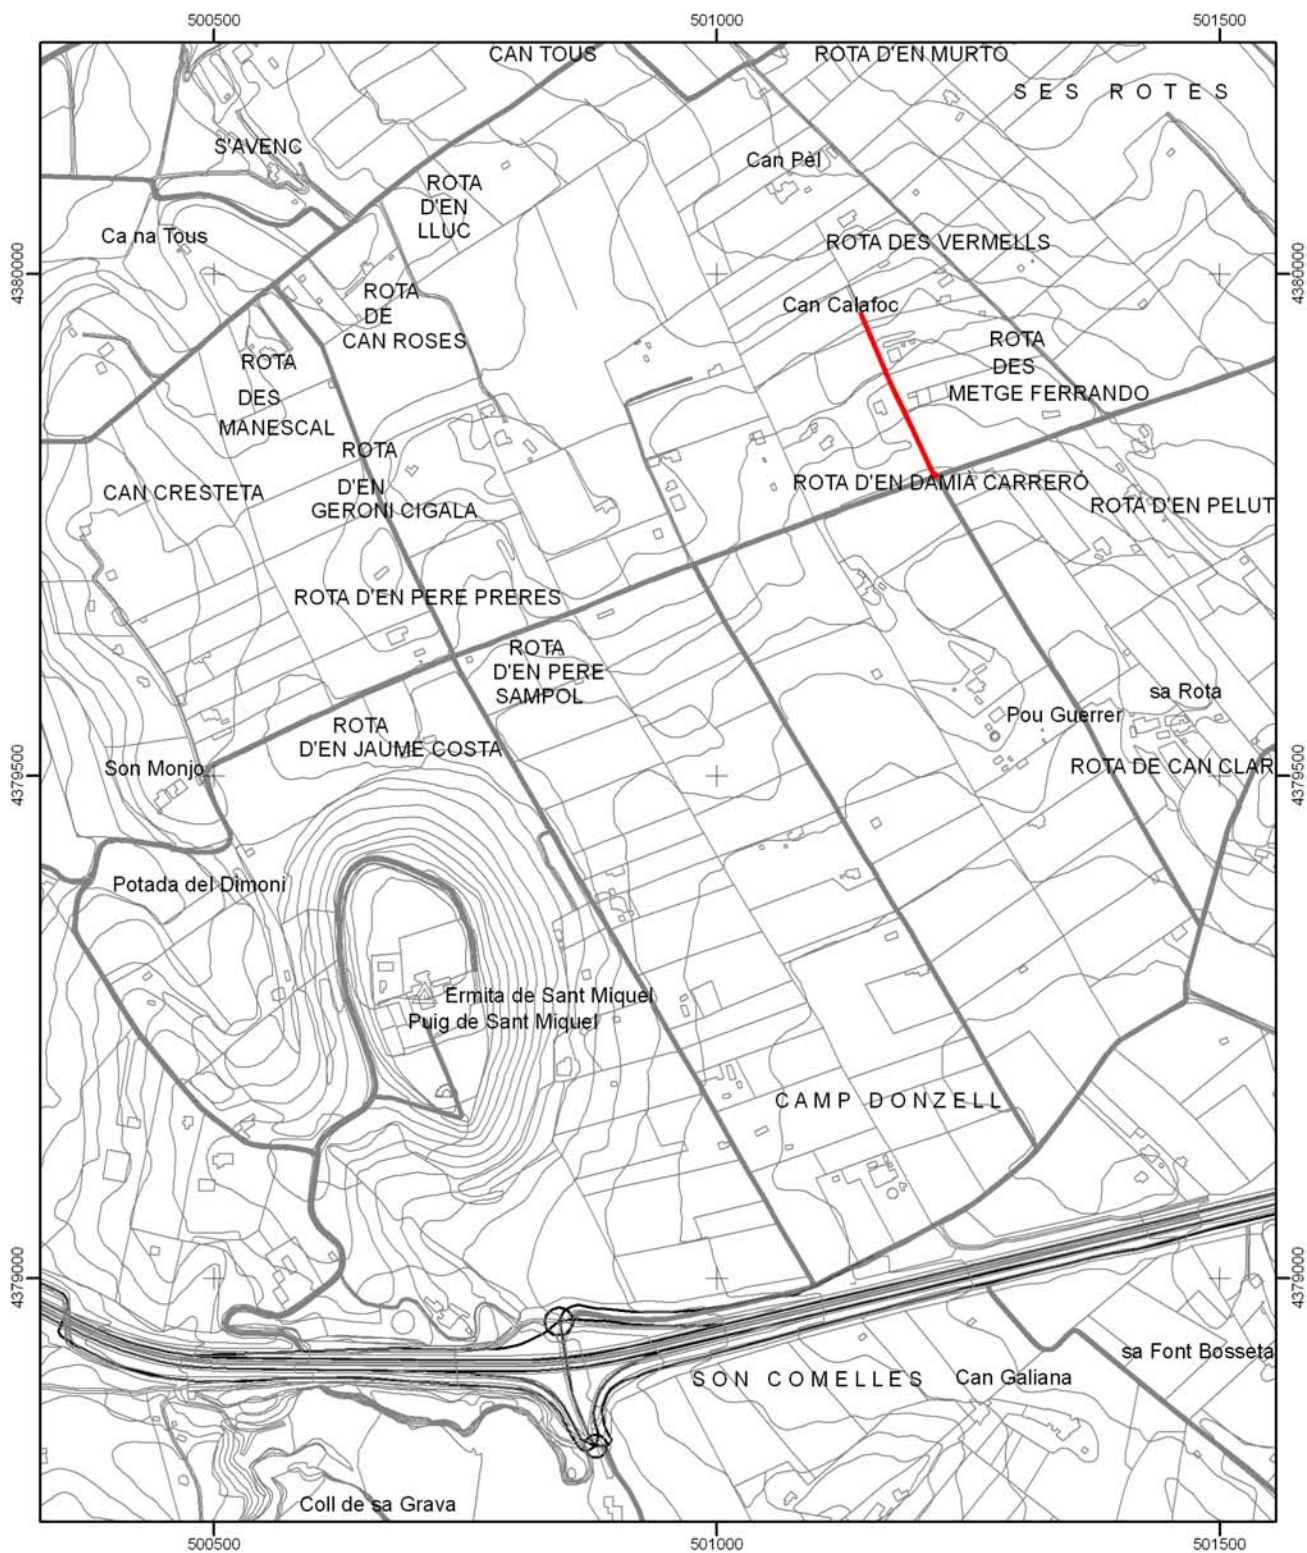 500500
501000
501500
CAN TOUS
ROTA D'EN MURTO
SES ROTES
S'AVENC
Can Pèl
ROTA
D'EN
LLUC
Ca na Tous
ROTA DES VERMELLS
4380000
4380000
ROTA
DE
CAN ROSES
Can Calafoc
ROTA
DES
METGE FERRANDO
ROTA
DES
MANESCAL
ROTA
D'EN
GERONI CIGALA
CAN CRESTETA
ROTA D'EN DAMIÀ CARRERÓ
ROTA D'EN PELUT
ROTA D'EN PERE PRERES
ROTA
D'EN PERE
SAMPOL
sa Rota
Pou Guerrer
ROTA
D'EN JAUME COSTA
Son Monjo
ROTA DE CAN CLAR
4379500
4379500
Potada del Dimoni
Ermita de Sant Miquel
Puig de Sant Miquel
CAMP DONZELL
4379000
4379000
sa Font Bosseta
SON COMELLES
Can Galiana
Coll de sa Grava
500500
501000
501500